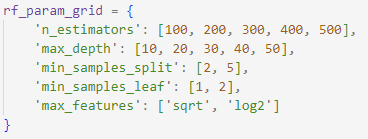 rf_param_grid = {
    'n_estimators': [100, 200, 300, 400, 500],
    'max_depth': [10, 20, 30, 40, 50],
    'min_samples_split': [2, 5],
    'min_samples_leaf': [1, 2],
    'max_features': ['sqrt', 'log2']
}